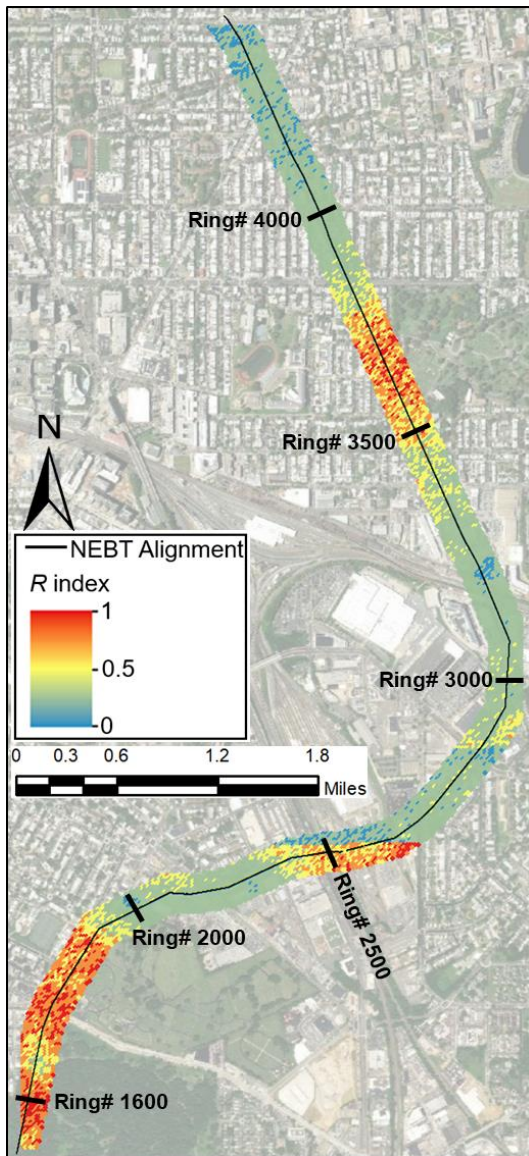 Ring# 4000
Ring# 3500
N
NEBT Alignment
R index
1
0.5
0
Ring# 3000
0 0.3 0.6 1.2 1.8
Miles
Ring# 2500
Ring# 2000
Ring# 1600